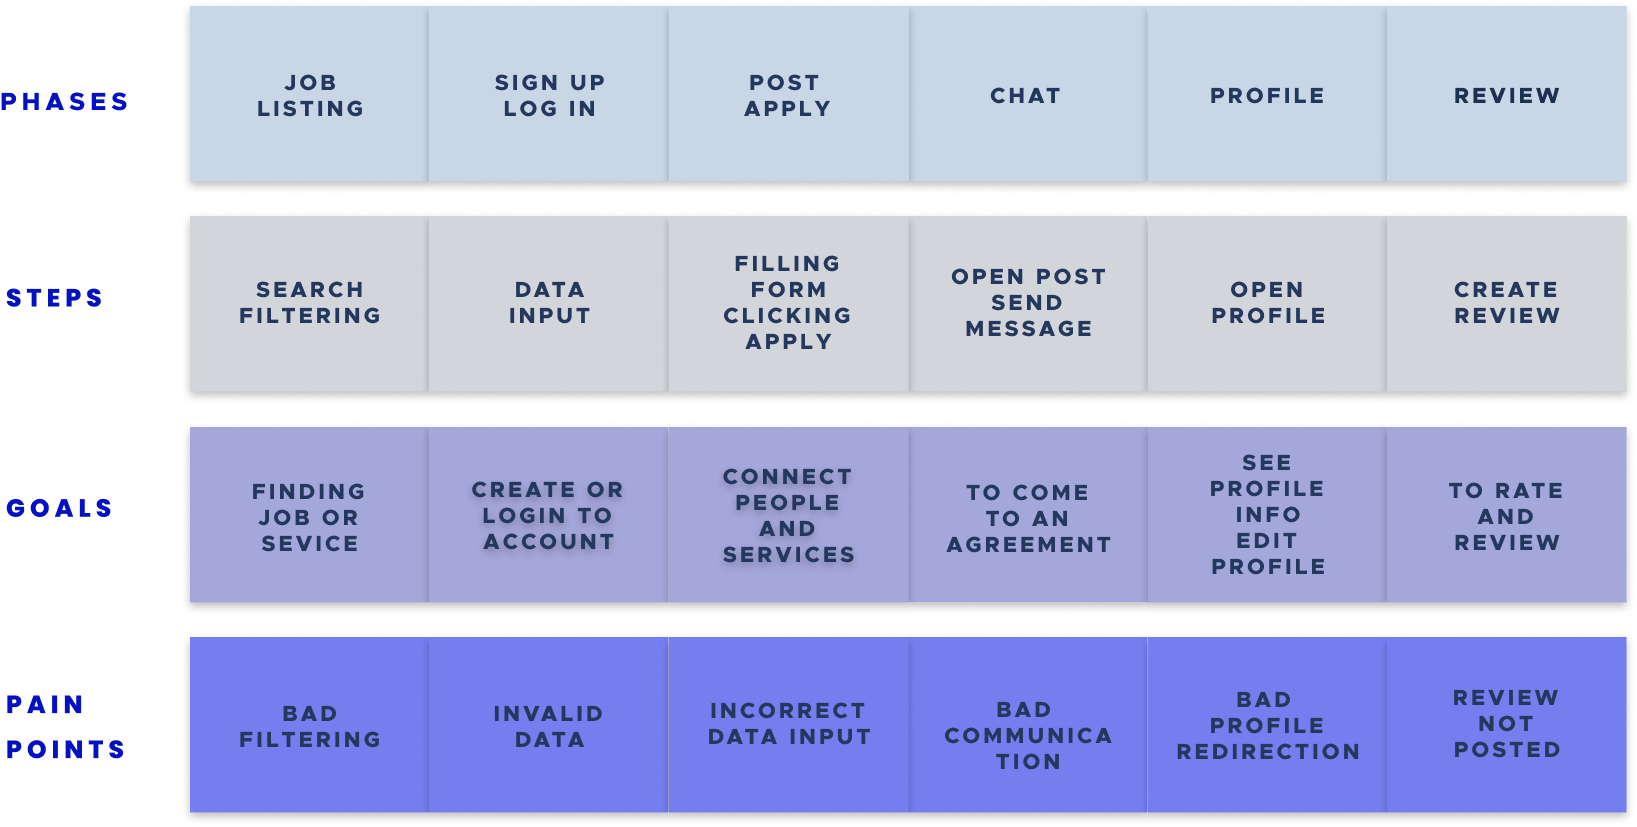 PHASES
JOB
LISTING
SIGN UP
LOG IN
POST
APPLY
CHAT
PROFILE
REVIEW
STEPS
SEARCH
FILTERING
DATA
INPUT
FILLING
FORM
CLICKING
APPLY
OPEN POST
SEND
MESSAGE
OPEN
PROFILE
CREATE
REVIEW
GOALS
FINDING
JOB OR
SEVICE
CREATE OR
LOGIN TO
ACCOUNT
CONNECT
PEOPLE
AND
SERVICES
TO COME
TO AN
AGREEMENT
SEE
PROFILE
INFO
EDIT
PROFILE
TO RATE
AND
REVIEW
PAIN
POINTS
BAD
FILTERING
INVALID
DATA
INCORRECT
DATA INPUT
BAD
COMMUNICA
TION
BAD
PROFILE
REDIRECTION
REVIEW
NOT
POSTED